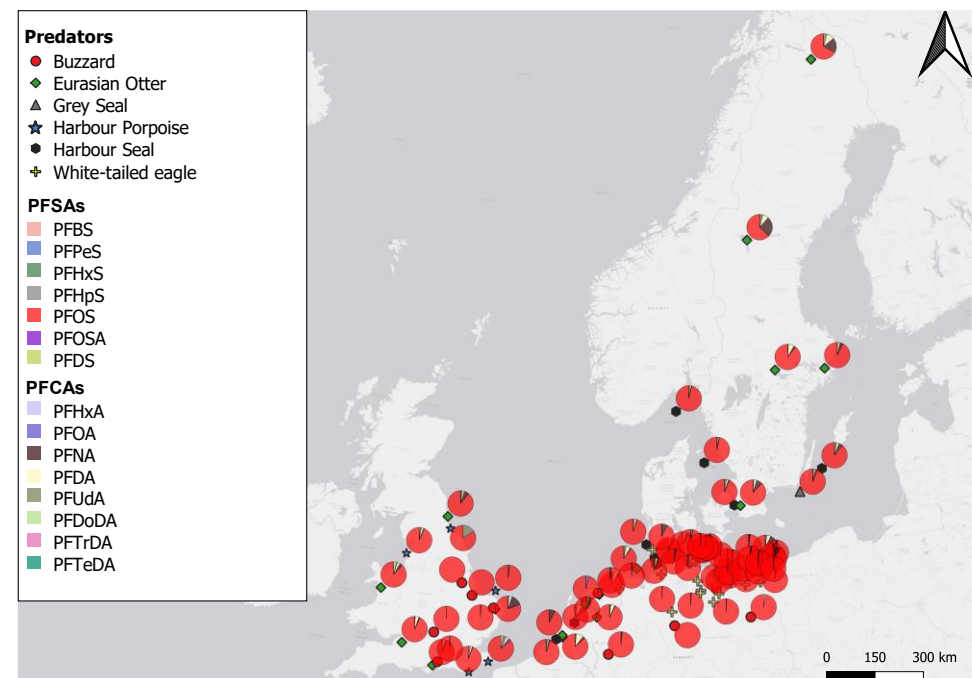 Predators
Buzzard
Eurasian Otter
Grey Seal
Harbour Porpoise
Harbour Seal
White-tailed eagle
PFSAs
PFBS
PFPeS
PFHxS
PFHpS
PFOS
PFOSA
PFDS
PFCAs
PFHxA
PFOA
PFNA
PFDA
PFUdA
PFDoDA
PFTrDA
PFTeDA
0 150 300 km